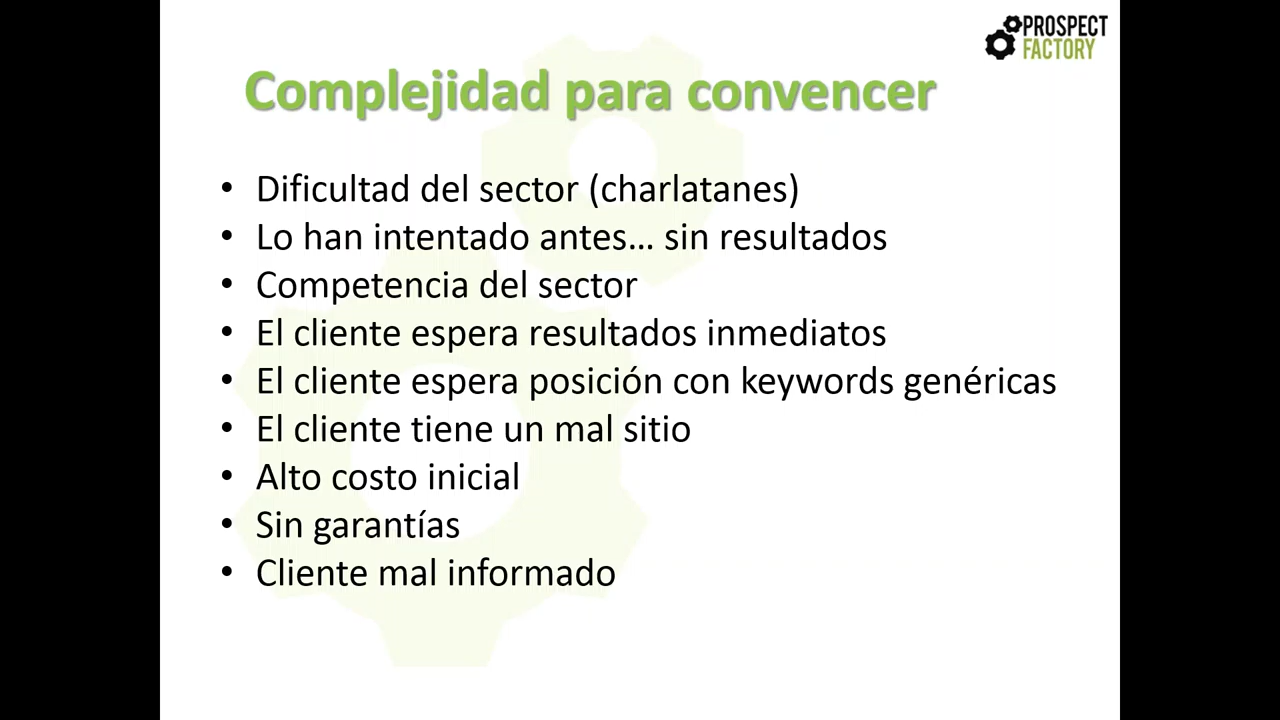 PROSPECT
FACTORY
Complejidad para convencer
• Dificultad del sector (charlatanes)
• Lo han intentado antes... sin resultados
• Competencia del sector
• El cliente espera resultados inmediatos
• El cliente espera posición con keywords genéricas
• El cliente tiene un mal sitio
• Alto costo inicial
• Sin garantías
• Cliente mal informado